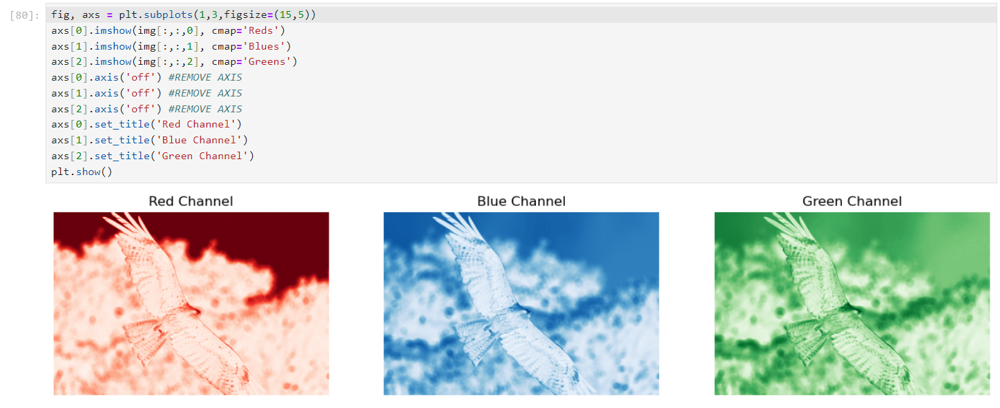 [80]:
fig, axs = plt.subplots(1,3,figsize=(15,5))
axs[0].imshow(img[:,:,0], cmap='Reds')
axs[1].imshow(img[:,:,1], cmap='Blues')
axs[2].imshow(img[:,:,2], cmap='Greens')
axs[0].axis('off') #REMOVE AXIS
axs[1].axis('off') #REMOVE AXIS
axs[2].axis('off') #REMOVE AXIS
axs[0].set_title('Red Channel')
axs[1].set_title('Blue Channel')
axs[2].set_title('Green Channel')
plt.show()
Red Channel
Blue Channel
Green Channel